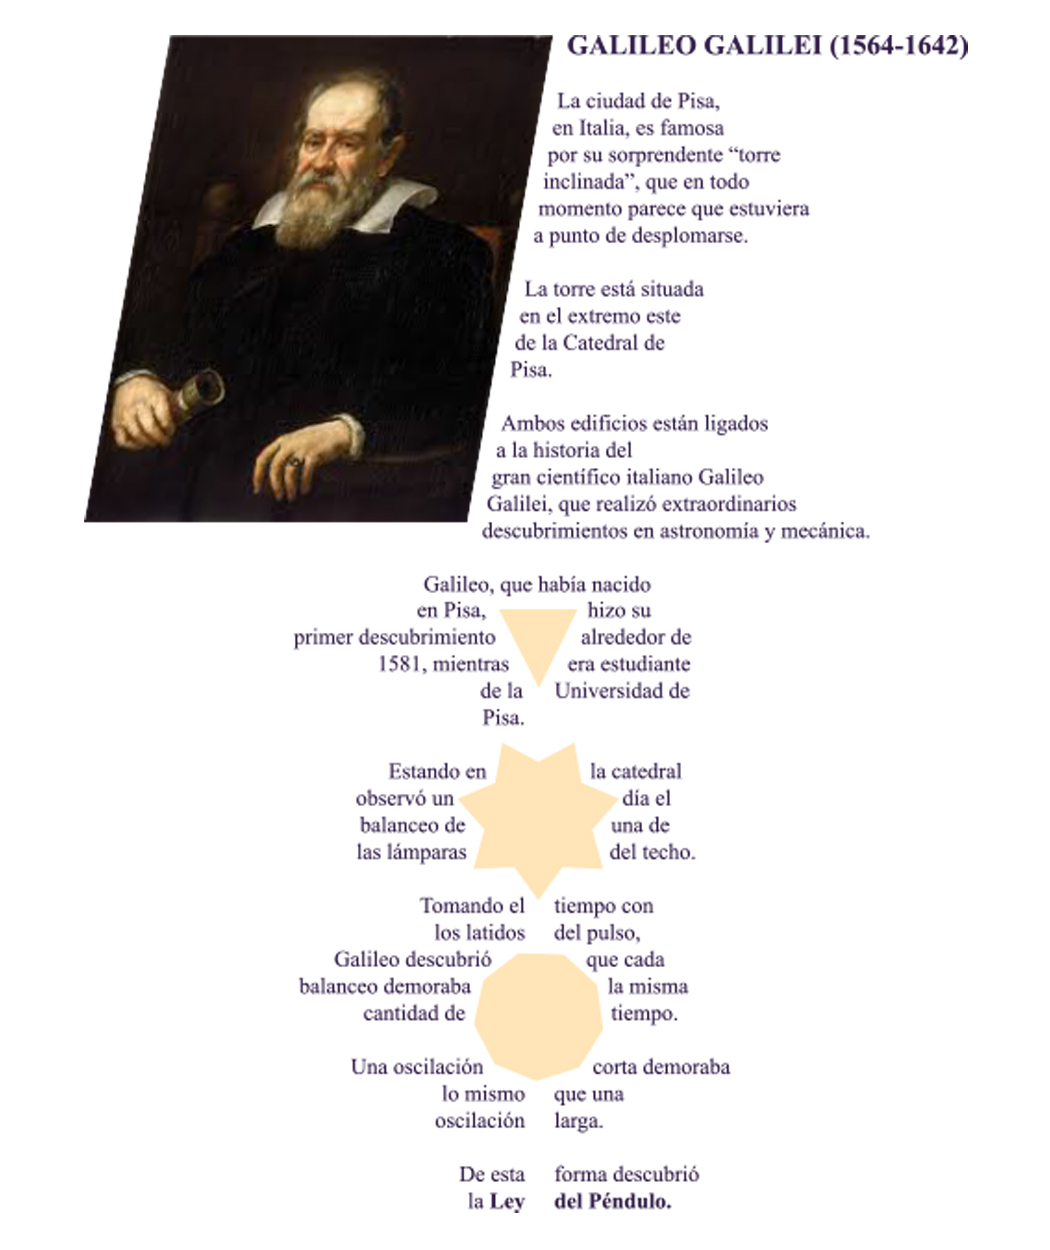 GALILEO GALILEI (1564-1642)
La ciudad de Pisa,
en Italia, es famosa
por su sorprendente “torre
inclinada”, que en todo
momento parece que estuviera
a punto de desplomarse.
La torre está situada
en el extremo este
de la Catedral de
Pisa.
Ambos edificios están ligados
a la historia del
gran científico italiano Galileo
Galilei, que realizó extraordinarios
descubrimientos en astronomía y mecánica.
Galileo, que había nacido
en Pisa, hizo su
primer descubrimiento alrededor de
1581, mientras era estudiante
de la Universidad de
Pisa.
Estando en la catedral
observó un día el
balanceo de una de
las lámparas del techo.
Tomando el tiempo con
los latidos del pulso,
Galileo descubrió que cada
balanceo demoraba la misma
cantidad de tiempo.
Una oscilación corta demoraba
lo mismo que una
oscilación larga.
De esta forma descubrió
la Ley del Péndulo.